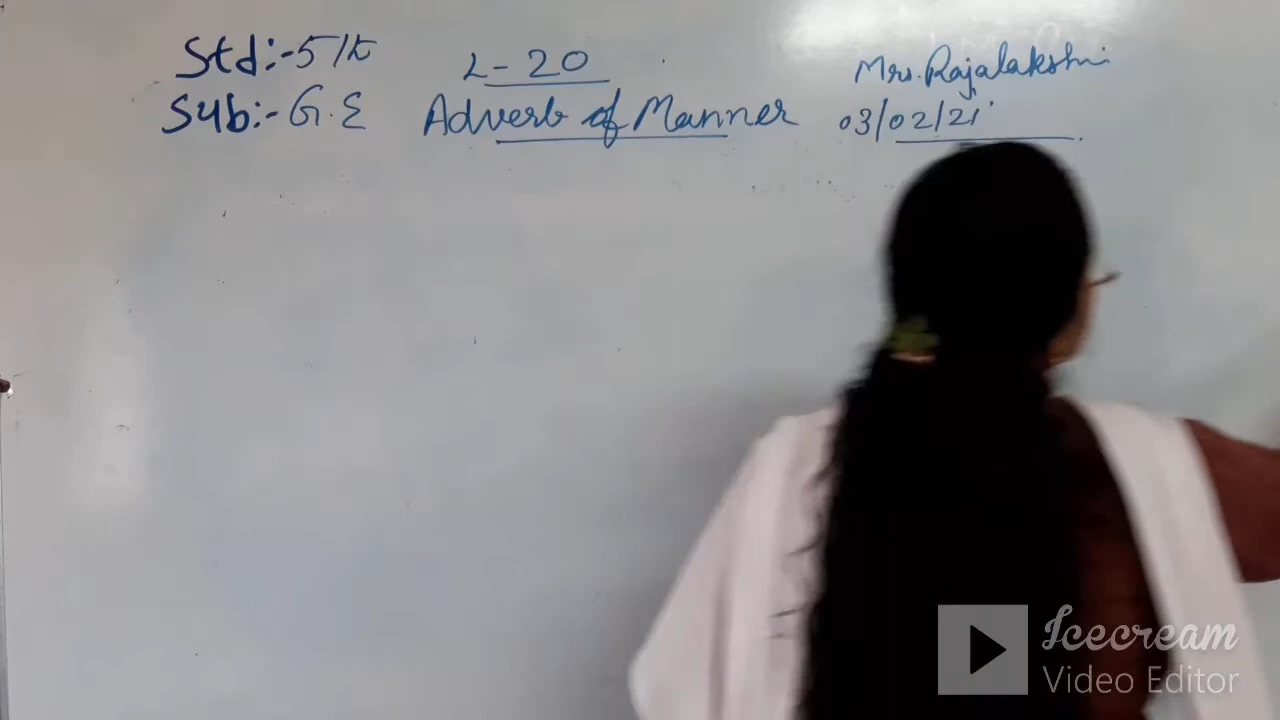 Std:-5th L-20 Mrs. Rajalakshmi
Sub:- G.E Adverb of Manner 03/02/21
Icecream
Video Editor